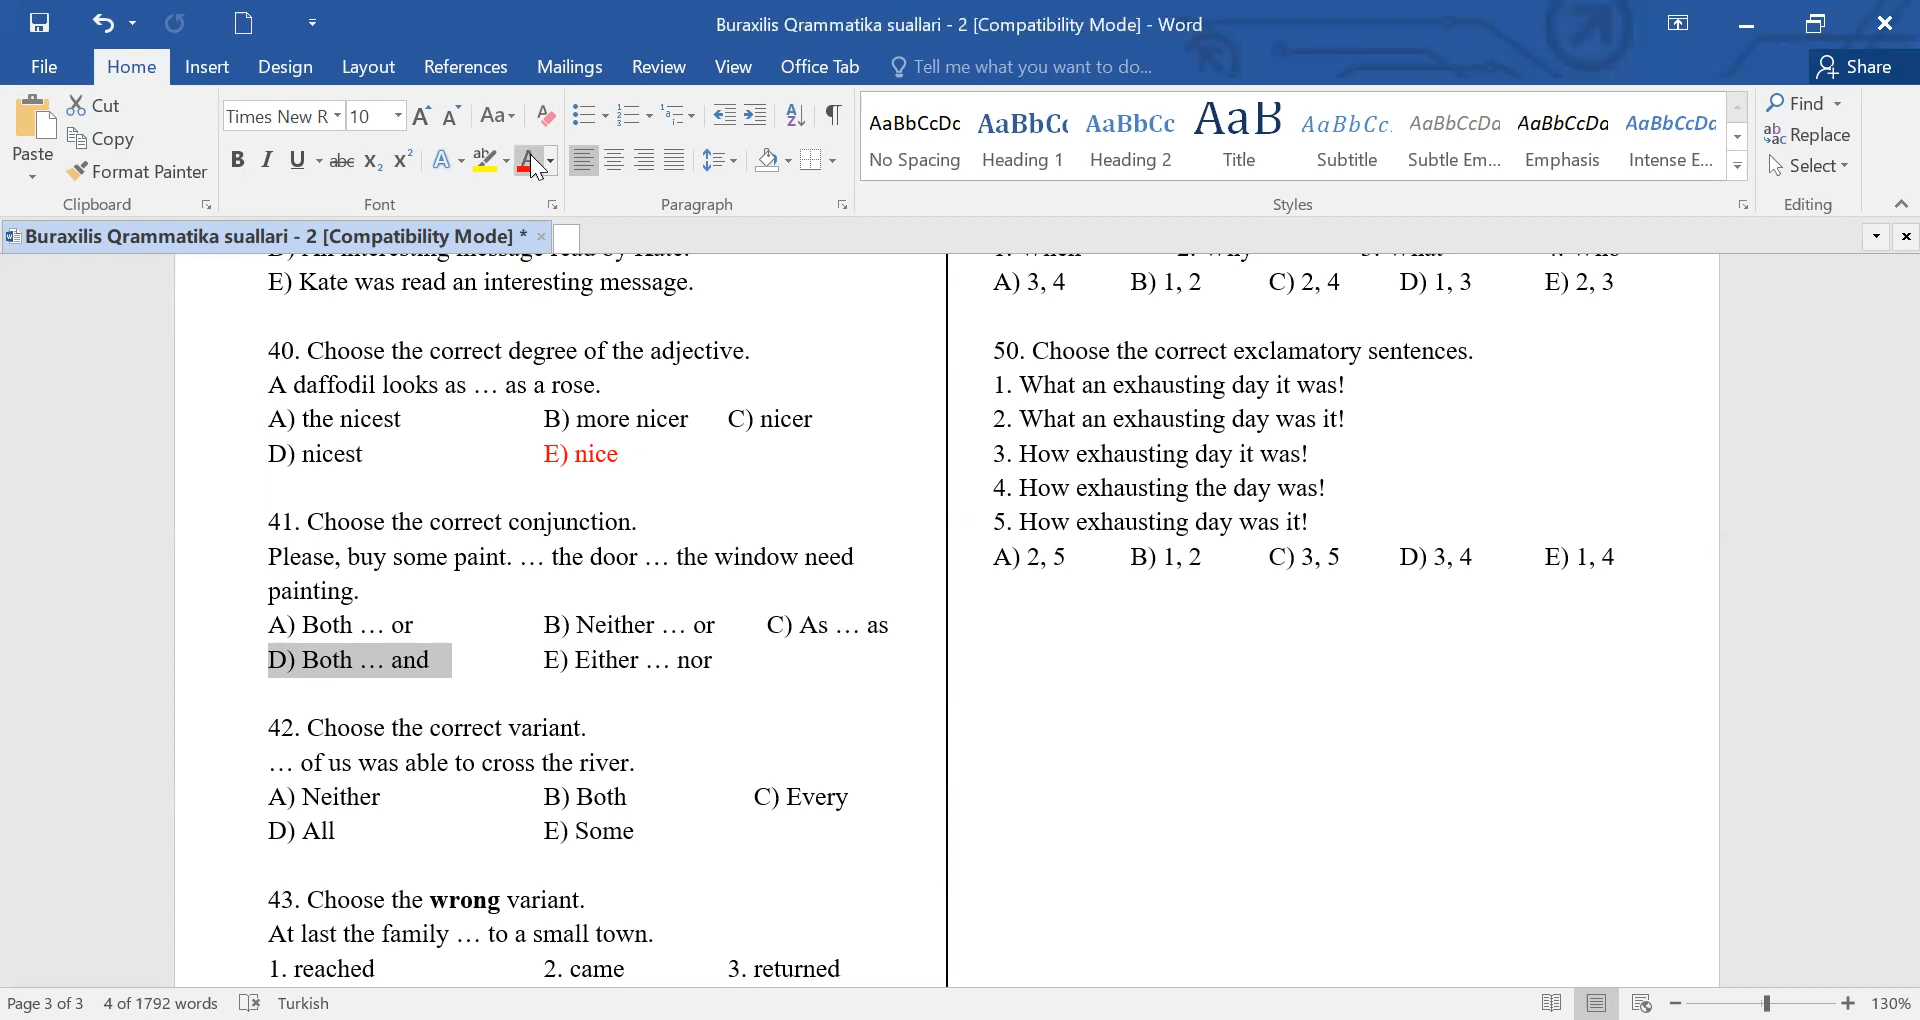 Buraxilis Qrammatika suallari - 2 [Compatibility Mode] - Word
File Home Insert Design Layout References Mailings Review View Office Tab Tell me what you want to do... Share
Paste
Cut
Copy
Format Painter
Clipboard
Times New R 10
Font
Paragraph
AaBbCcDc AaBbC AaBbCc AaB AaBbCc. AaBbCcDc AaBbCcDc AaBbCcDc
No Spacing Heading 1 Heading 2 Title Subtitle Subtle Em... Emphasis Intense E...
Styles
Find
Replace
Select
Editing
Buraxilis Qrammatika suallari - 2 [Compatibility Mode] *
E) Kate was read an interesting message.
40. Choose the correct degree of the adjective.
A daffodil looks as … as a rose.
A) the nicest B) more nicer C) nicer
D) nicest E) nice
41. Choose the correct conjunction.
Please, buy some paint. … the door … the window need
painting.
A) Both … or B) Neither … or C) As … as
D) Both … and E) Either … nor
42. Choose the correct variant.
… of us was able to cross the river.
A) Neither B) Both C) Every
D) All E) Some
43. Choose the wrong variant.
At last the family … to a small town.
1. reached 2. came 3. returned
A) 3, 4 B) 1, 2 C) 2, 4 D) 1, 3 E) 2, 3
50. Choose the correct exclamatory sentences.
1. What an exhausting day it was!
2. What an exhausting day was it!
3. How exhausting day it was!
4. How exhausting the day was!
5. How exhausting day was it!
A) 2, 5 B) 1, 2 C) 3, 5 D) 3, 4 E) 1, 4
Page 3 of 3 4 of 1792 words Turkish 130%